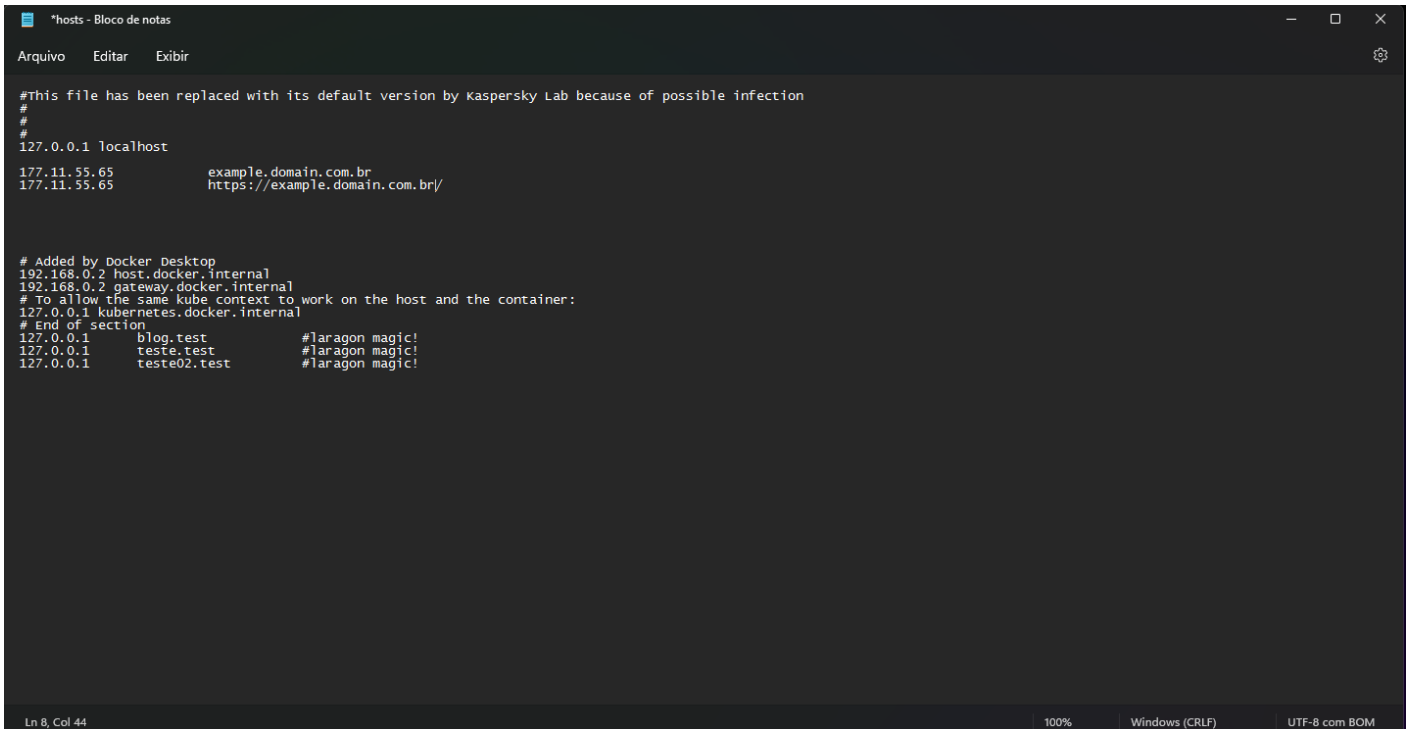 *hosts - Bloco de notas
Arquivo Editar Exibir
#This file has been replaced with its default version by Kaspersky Lab because of possible infection
#
#
#
127.0.0.1 localhost
177.11.55.65 example.domain.com.br
177.11.55.65 https://example.domain.com.br/
# Added by Docker Desktop
192.168.0.2 host.docker.internal
192.168.0.2 gateway.docker.internal
# To allow the same kube context to work on the host and the container:
127.0.0.1 kubernetes.docker.internal
# End of section
127.0.0.1 blog.test #laragon magic!
127.0.0.1 teste.test #laragon magic!
127.0.0.1 teste02.test #laragon magic!
Ln 8, Col 44 100% Windows (CRLF) UTF-8 com BOM